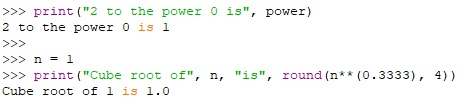 >>> print("2 to the power 0 is", power)
2 to the power 0 is 1
>>>
>>> n = 1
>>> print("Cube root of", n, "is", round(n**(0.3333), 4))
Cube root of 1 is 1.0